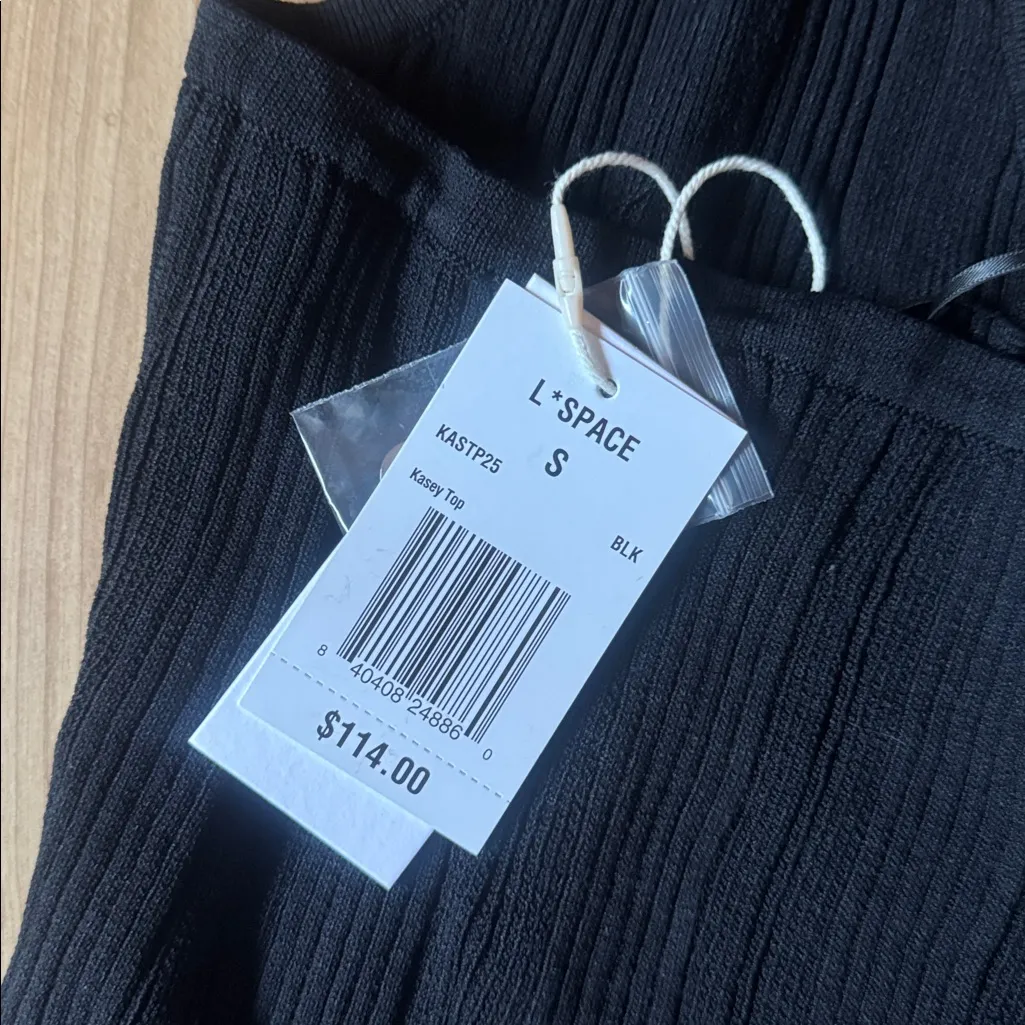 L*SPACE
S
KASTP25
Kasey Top
BLK
8 40408 24886 0
$114.00